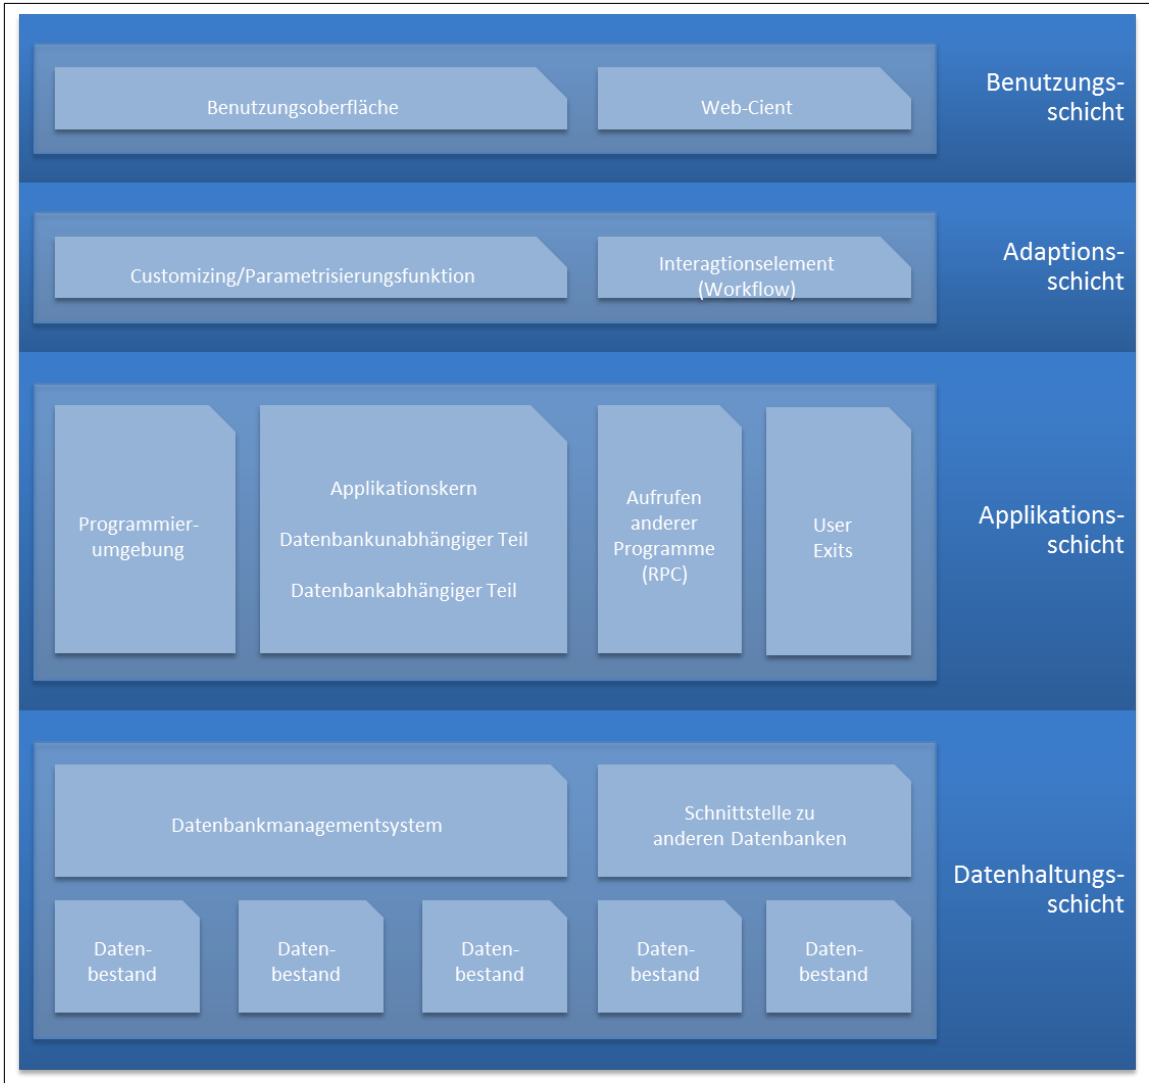 Benutzungsoberfläche
Web-Cient
Benutzungs-
schicht
Customizing/Parametrisierungsfunktion
Interagtionselement
(Workflow)
Adaptions-
schicht
Programmier-
umgebung
Applikationskern
Datenbankunabhängiger Teil
Datenbankabhängiger Teil
Aufrufen
anderer
Programme
(RPC)
User
Exits
Applikations-
schicht
Datenbankmanagementsystem
Schnittstelle zu
anderen Datenbanken
Daten-
bestand
Daten-
bestand
Daten-
bestand
Daten-
bestand
Daten-
bestand
Datenhaltungs-
schicht